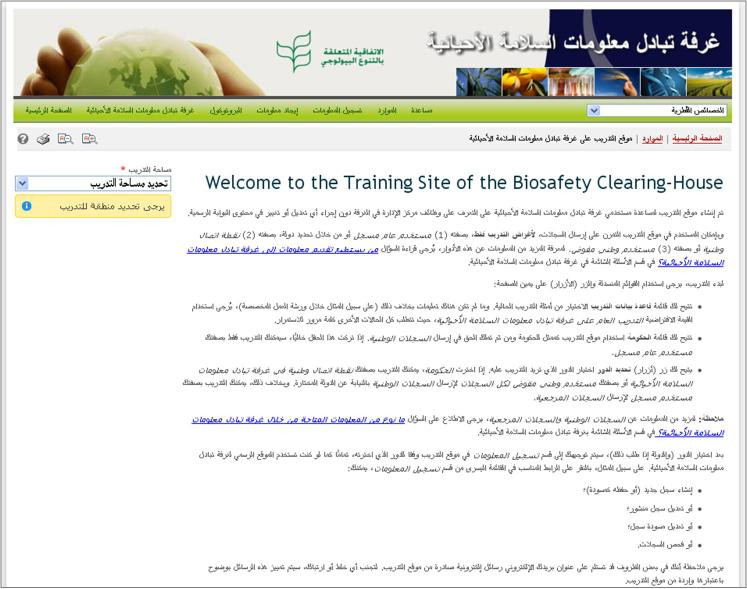 غرفة تبادل معلومات السلامة الأحيائية
الاتفاقية المتعلقة
بالتنوع البيولوجي
الصفحة الرئيسية غرفة تبادل معلومات السلامة الأحيائية البروتوكول إيجاد معلومات تسجيل المعلومات الموارد مساعدة
الخصائص القطرية
الصفحة الرئيسية | الموارد | موقع التدريب على غرفة تبادل معلومات السلامة الأحيائية
ساحة التدريب *
تحديد مساحة التدريب
يرجى تحديد منطقة للتدريب
Welcome to the Training Site of the Biosafety Clearing-House
تم إنشاء موقع التدريب لمساعدة مستخدمي غرفة تبادل معلومات السلامة الأحيائية على التعرف على وظائف مركز الإدارة في الغرفة دون إجراء أي تعديل أو تغيير في محتوى البوابة الرسمية.
وبإمكان المستخدم في موقع التدريب التمرن على إرسال السجلات، لأغراض التدريب فقط، بصفته (1) مستخدم عام مسجل أو من خلال تحديد دولة، بصفته (2) نقطة اتصال
وطنية أو بصفته (3) مستخدم وطني مفوض. لمعرفة المزيد من المعلومات عن هذه الأدوار، يُرجى قراءة السؤال من يستطيع تقديم معلومات إلى غرفة تبادل معلومات
السلامة الأحيائية؟ في قسم الأسئلة الشائعة في غرفة تبادل معلومات السلامة الأحيائية.
لبدء التدريب، يرجى إستخدام القوائم المنسدلة والزر (الأزرار) على يمين الصفحة:
• تتيح لك قائمة قاعدة بيانات التدريب الاختيار من أمثلة التدريب المتاحة. وما لم تكن هناك تعليمات بخلاف ذلك (على سبيل المثال خلال ورشة العمل المخصصة)، يُرجى استخدام
القيمة الافتراضية التدريب العام على غرفة تبادل معلومات السلامة الأحيائية، حيث تتطلب كل الحالات الأخرى كلمة مرور للاستمرار.
• تتيح لك قائمة الحكومة استخدام موقع التدريب كممثل للحكومة ومن ثم تملك الحق في إرسال السجلات الوطنية. إذا تركت هذا الحقل خاليًا، سيمكنك التدريب فقط بصفتك
مستخدم عام مسجل.
• يتيح لك زر (أزرار) تحديد الدور اختيار الدور الذي تريد التدريب عليه. إذا اخترت الحكومة، يمكنك التدريب بصفتك نقطة اتصال وطنية في غرفة تبادل معلومات
السلامة الأحيائية أو بصفتك مستخدم وطني مفوض لكل السجلات لإرسال السجلات الوطنية بالنيابة عن الدولة المختارة. وبخلاف ذلك، يمكنك التدريب بصفتك
مستخدم مسجل لإرسال السجلات المرجعية.
ملاحظة: لمزيد من المعلومات عن السجلات الوطنية والسجلات المرجعية، يرجى الاطلاع على السؤال ما نوع من المعلومات المتاحة من خلال غرفة تبادل معلومات
السلامة الأحيائية؟ في قسم الأسئلة الشائعة بغرفة تبادل معلومات السلامة الأحيائية.
بعد اختيار الدور (والدولة إذا طلب ذلك)، سيتم توجيهك إلى قسم تسجيل المعلومات في موقع التدريب وفقا للدور الذي اخترته، تمامًا كما لو كنت تستخدم الموقع الرسمي لغرفة تبادل
معلومات السلامة الأحيائية. على سبيل المثال، بالنقر على الرابط المناسب في القائمة اليسرى من قسم تسجيل المعلومات، يمكنك:
• إنشاء سجل جديد (أو حفظه كمسودة)؛
• أو تعديل سجل منشور؛
• أو تعديل مسودة سجل؛
• أو فحص السجلات.
يرجى ملاحظة أنك في بعض الظروف قد تستلم على عنوان بريدك الإلكتروني رسائل إلكترونية صادرة من موقع التدريب. لتجنب أي خلط أو ارتباك، سيتم تمييز هذه الرسائل بوضوح
باعتبارها واردة من موقع التدريب.